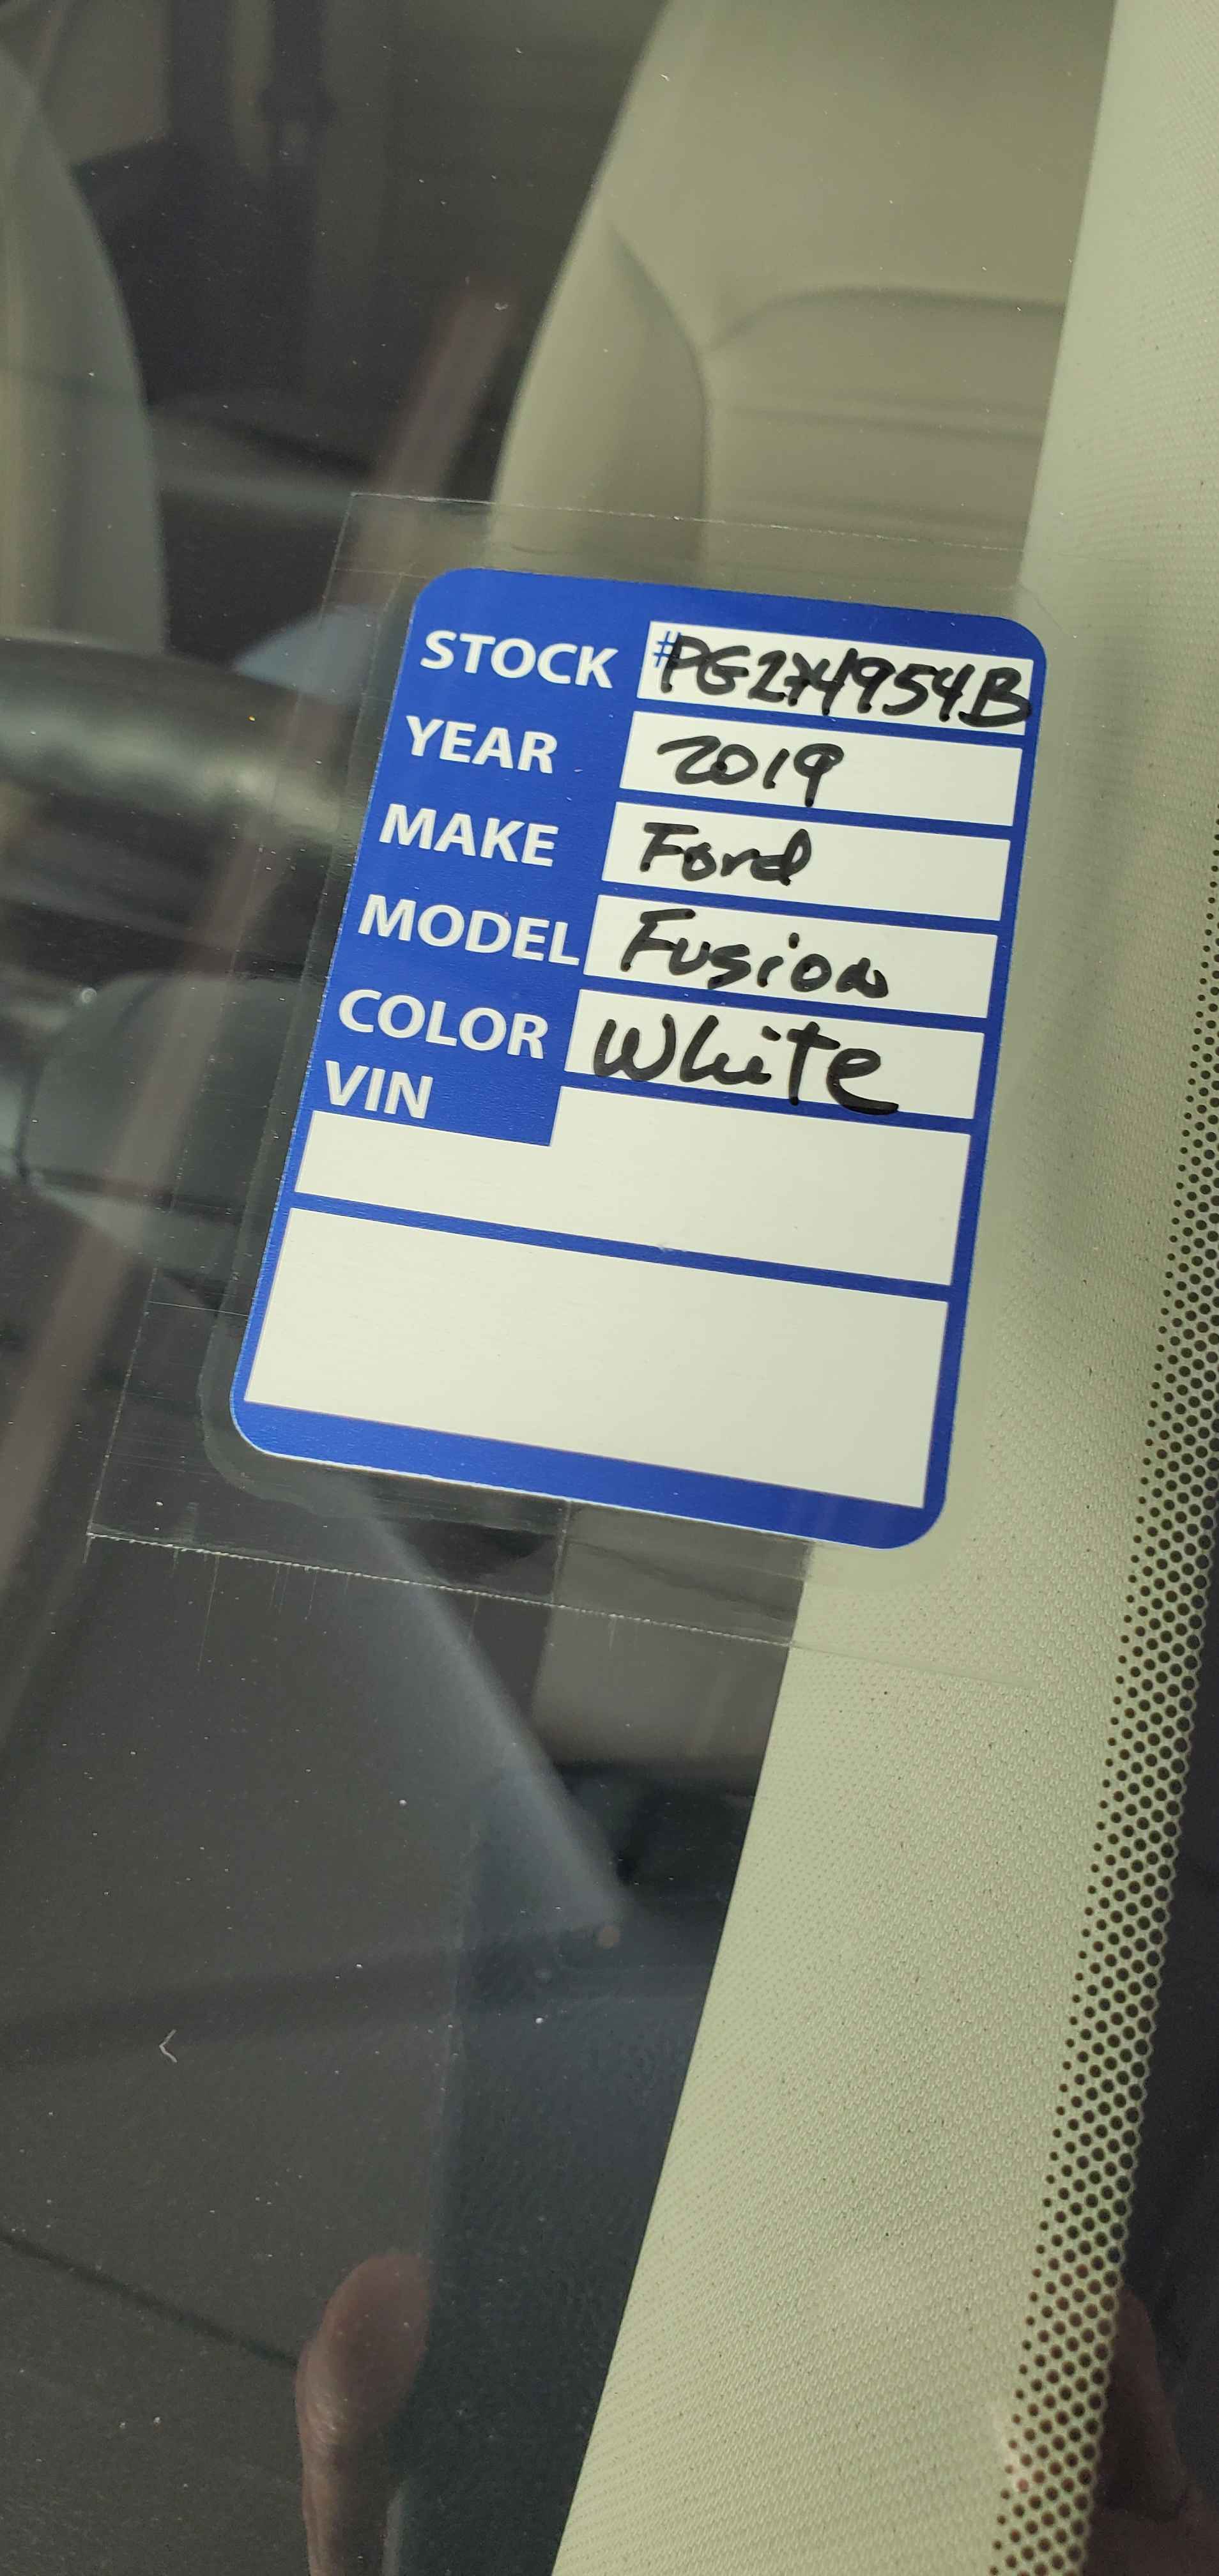 STOCK #PG274954B
YEAR 2019
MAKE Ford
MODEL Fusion
COLOR White
VIN